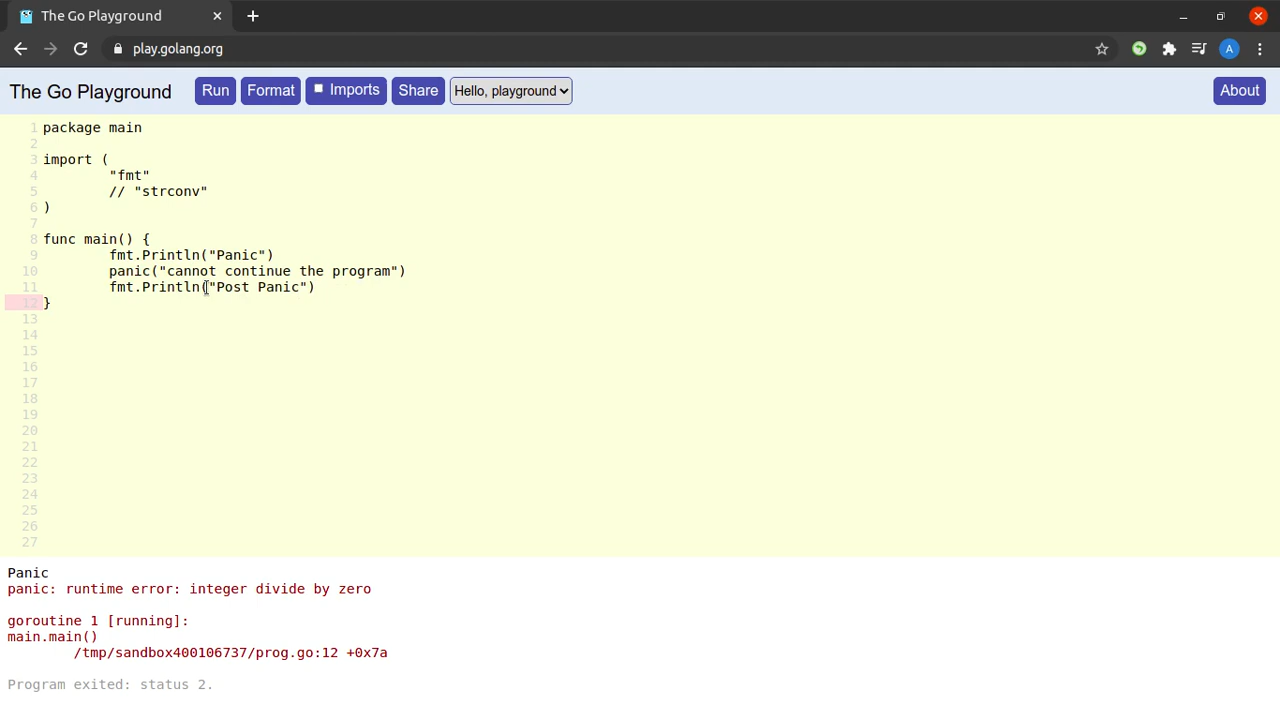 The Go Playground
play.golang.org
A
The Go Playground Run Format Imports Share Hello, playground About
1 package main
2
3 import (
4 "fmt"
5 // "strconv"
6 )
7
8 func main() {
9 fmt.Println("Panic")
10 panic("cannot continue the program")
11 fmt.Println("Post Panic")
12 }
13
14
15
16
17
18
19
20
21
22
23
24
25
26
27
Panic
panic: runtime error: integer divide by zero
goroutine 1 [running]:
main.main()
/tmp/sandbox400106737/prog.go:12 +0x7a
Program exited: status 2.